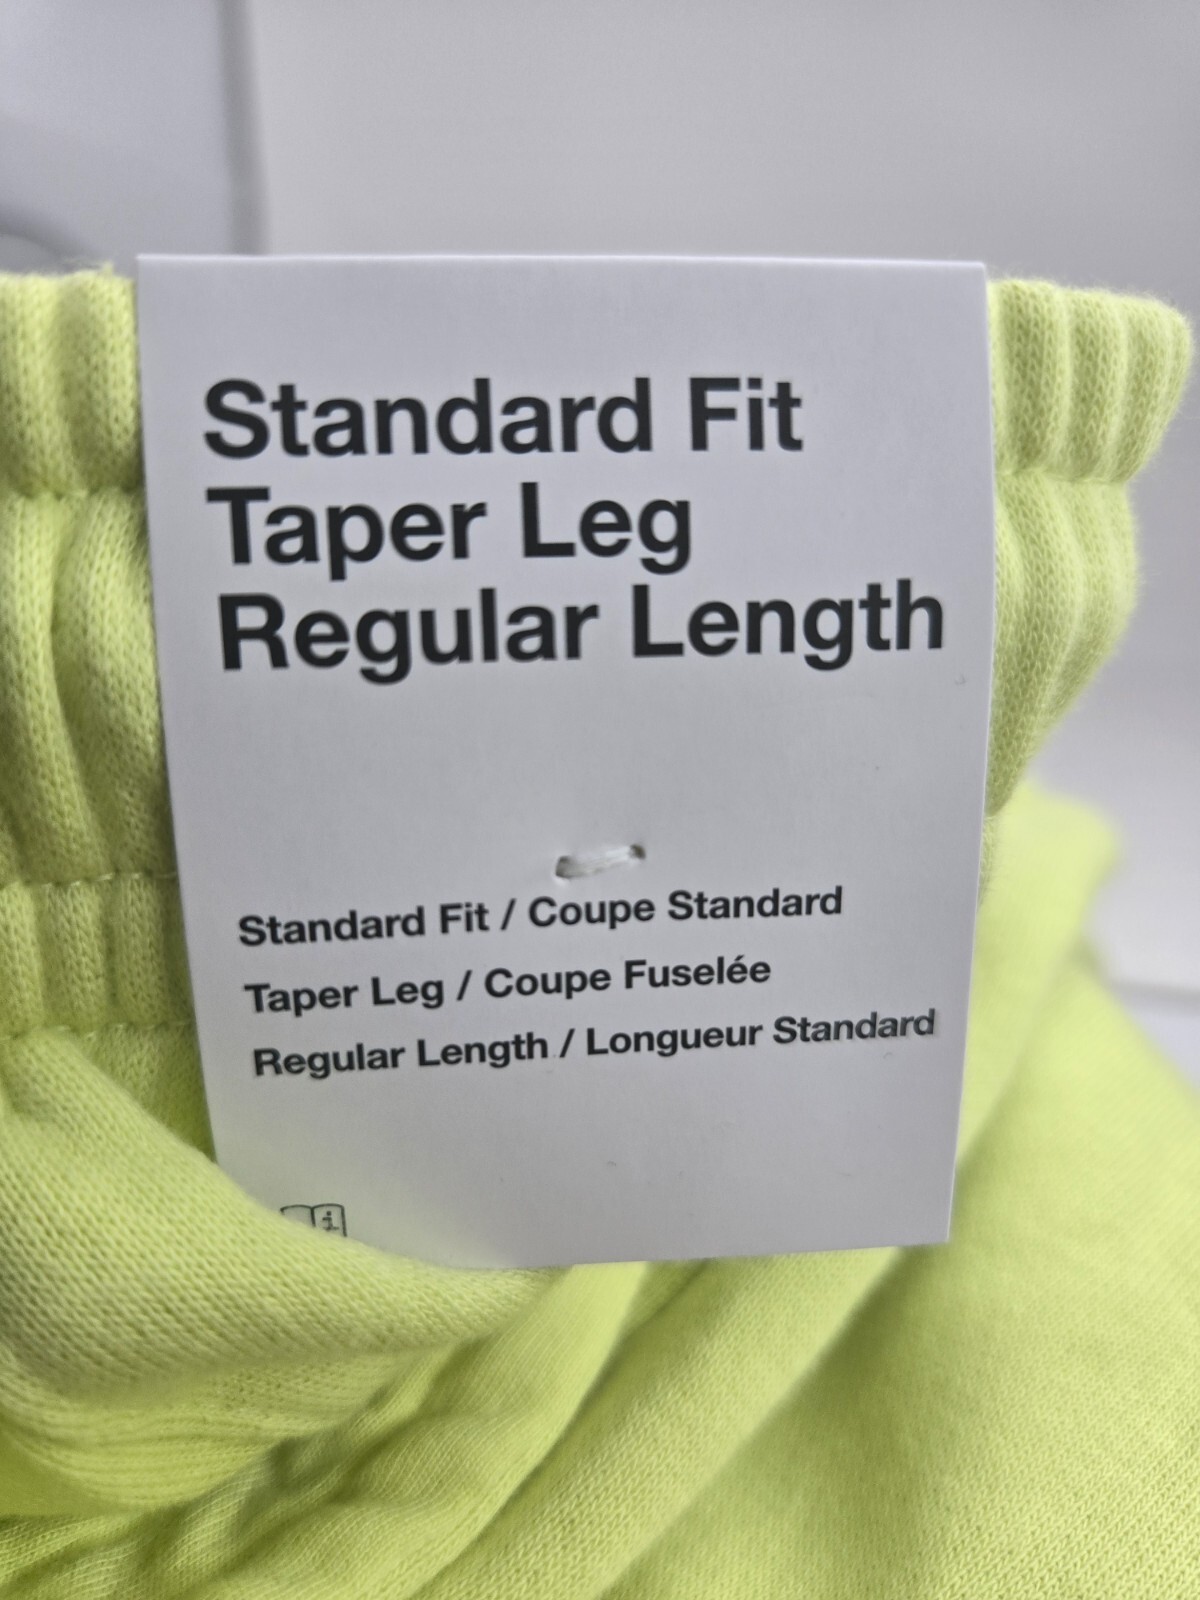 Standard Fit
Taper Leg
Regular Length
Standard Fit / Coupe Standard
Taper Leg / Coupe Fuselée
Regular Length / Longueur Standard
i